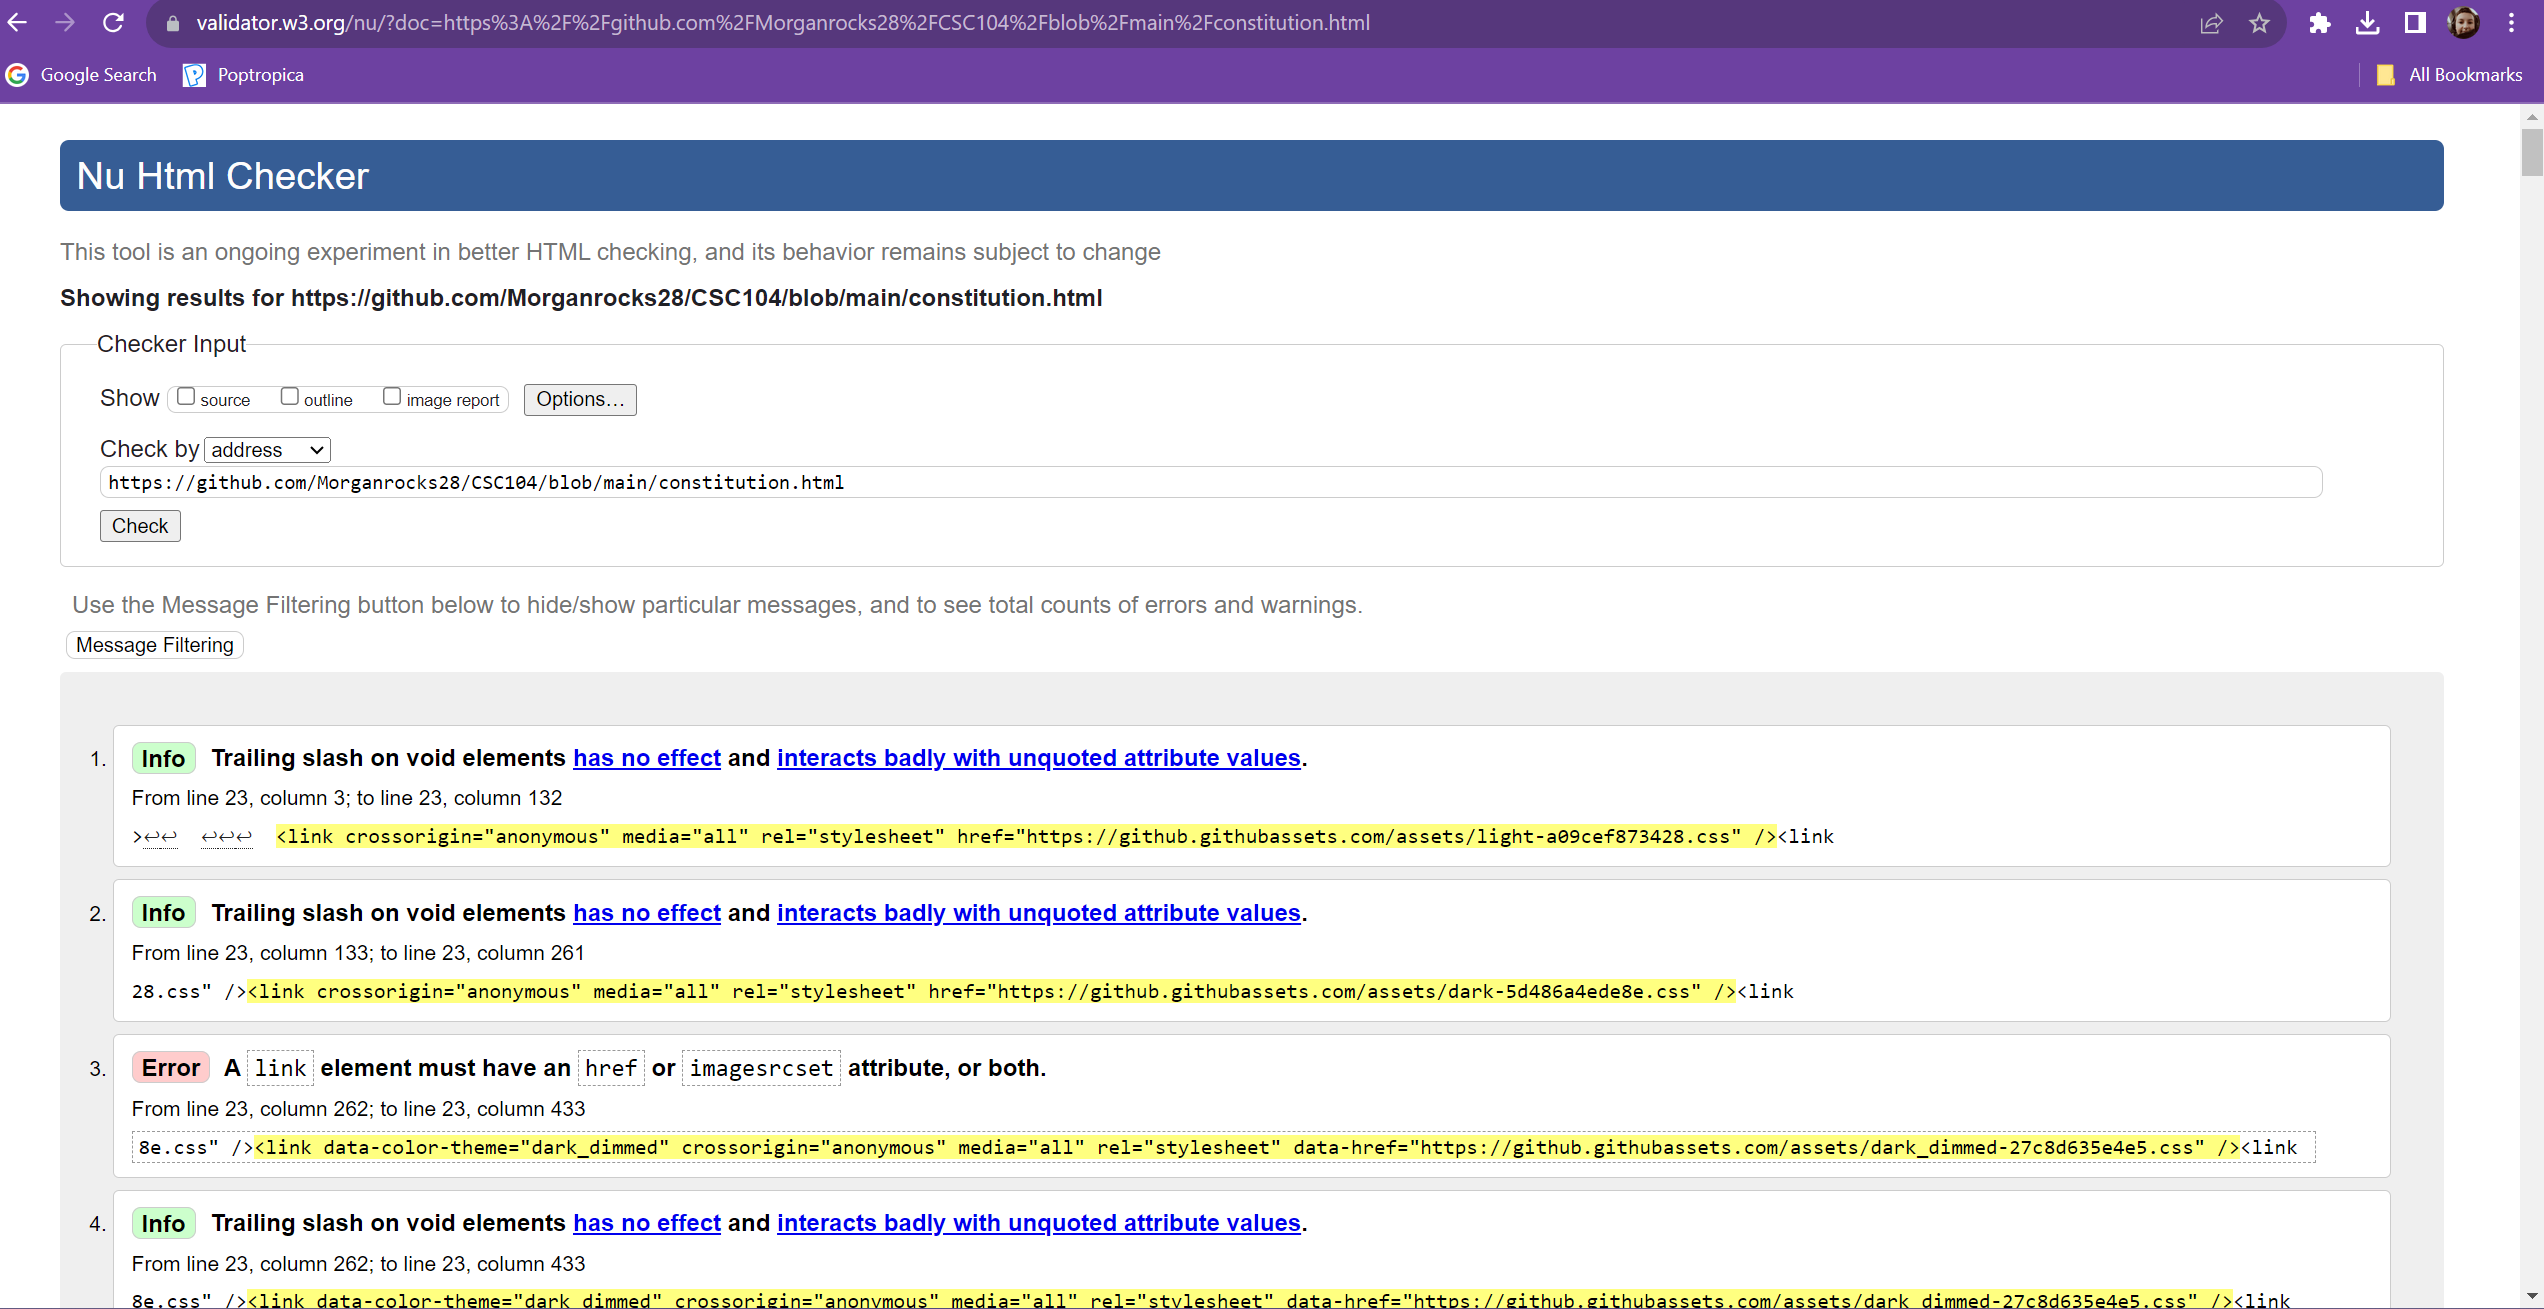 validator.w3.org/nu/?doc=https%3A%2F%2Fgithub.com%2FMorganrocks28%2FCSC104%2Fblob%2Fmain%2Fconstitution.html
Google Search Poptropica All Bookmarks
Nu Html Checker
This tool is an ongoing experiment in better HTML checking, and its behavior remains subject to change
Showing results for https://github.com/Morganrocks28/CSC104/blob/main/constitution.html
Checker Input
Show source outline image report Options...
Check by address
https://github.com/Morganrocks28/CSC104/blob/main/constitution.html
Check
Use the Message Filtering button below to hide/show particular messages, and to see total counts of errors and warnings.
Message Filtering
1. Info Trailing slash on void elements has no effect and interacts badly with unquoted attribute values.
From line 23, column 3; to line 23, column 132
>↩↩ ↩↩↩ <link crossorigin="anonymous" media="all" rel="stylesheet" href="https://github.githubassets.com/assets/light-a09cef873428.css" /><link
2. Info Trailing slash on void elements has no effect and interacts badly with unquoted attribute values.
From line 23, column 133; to line 23, column 261
28.css" /><link crossorigin="anonymous" media="all" rel="stylesheet" href="https://github.githubassets.com/assets/dark-5d486a4ede8e.css" /><link
3. Error A link element must have an href or imagesrcset attribute, or both.
From line 23, column 262; to line 23, column 433
8e.css" /><link data-color-theme="dark_dimmed" crossorigin="anonymous" media="all" rel="stylesheet" data-href="https://github.githubassets.com/assets/dark_dimmed-27c8d635e4e5.css" /><link
4. Info Trailing slash on void elements has no effect and interacts badly with unquoted attribute values.
From line 23, column 262; to line 23, column 433
8e.css" /><link data-color-theme="dark_dimmed" crossorigin="anonymous" media="all" rel="stylesheet" data-href="https://github.githubassets.com/assets/dark_dimmed-27c8d635e4e5.css" /><link